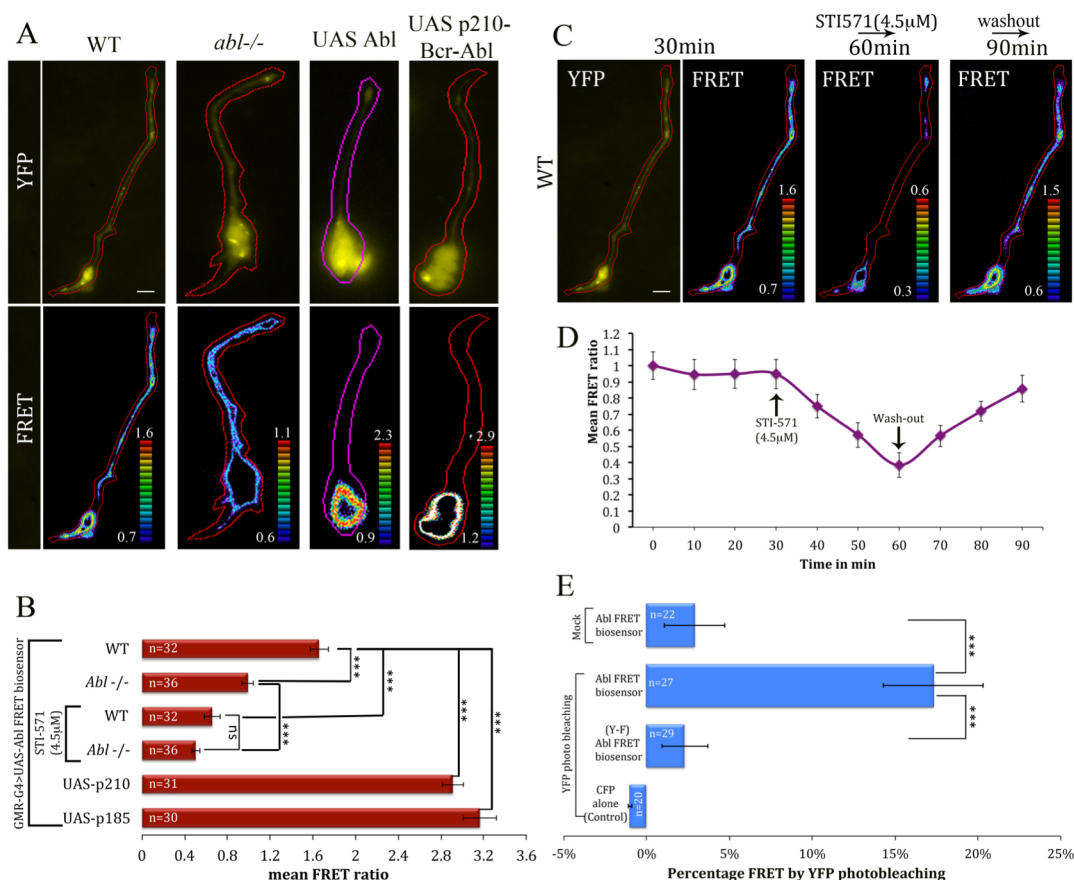 A
WT
abl-/-
UAS Abl
UAS p210-
Bcr-Abl
YFP
FRET
1.6
0.7
1.1
0.6
2.3
0.9
2.9
1.2
B
GMR-G4>UAS-Abl FRET biosensor
STI-571
(4.5μM)
WT
n=32
Abl -/-
n=36
WT
n=32
Abl -/-
n=36
UAS-p210
n=31
UAS-p185
n=30
***
***
ns
***
***
***
0
0.4
0.8
1.2
1.6
2
2.4
2.8
3.2
3.6
mean FRET ratio
C
30min
STI571(4.5μM)
60min
washout
90min
WT
YFP
FRET
FRET
FRET
1.6
0.7
0.6
0.3
1.5
0.6
D
Mean FRET ratio
1.2
1.1
1
0.9
0.8
0.7
0.6
0.5
0.4
0.3
0.2
0.1
0
STI-571
(4.5μM)
Wash-out
0
10
20
30
40
50
60
70
80
90
Time in min
E
Mock
Abl FRET
biosensor
n=22
YFP photo bleaching
Abl FRET
biosensor
n=27
(Y-F)
Abl FRET
biosensor
n=29
CFP
alone
(Control)
n=20
***
***
-5%
0%
5%
10%
15%
20%
25%
Percentage FRET by YFP photobleaching